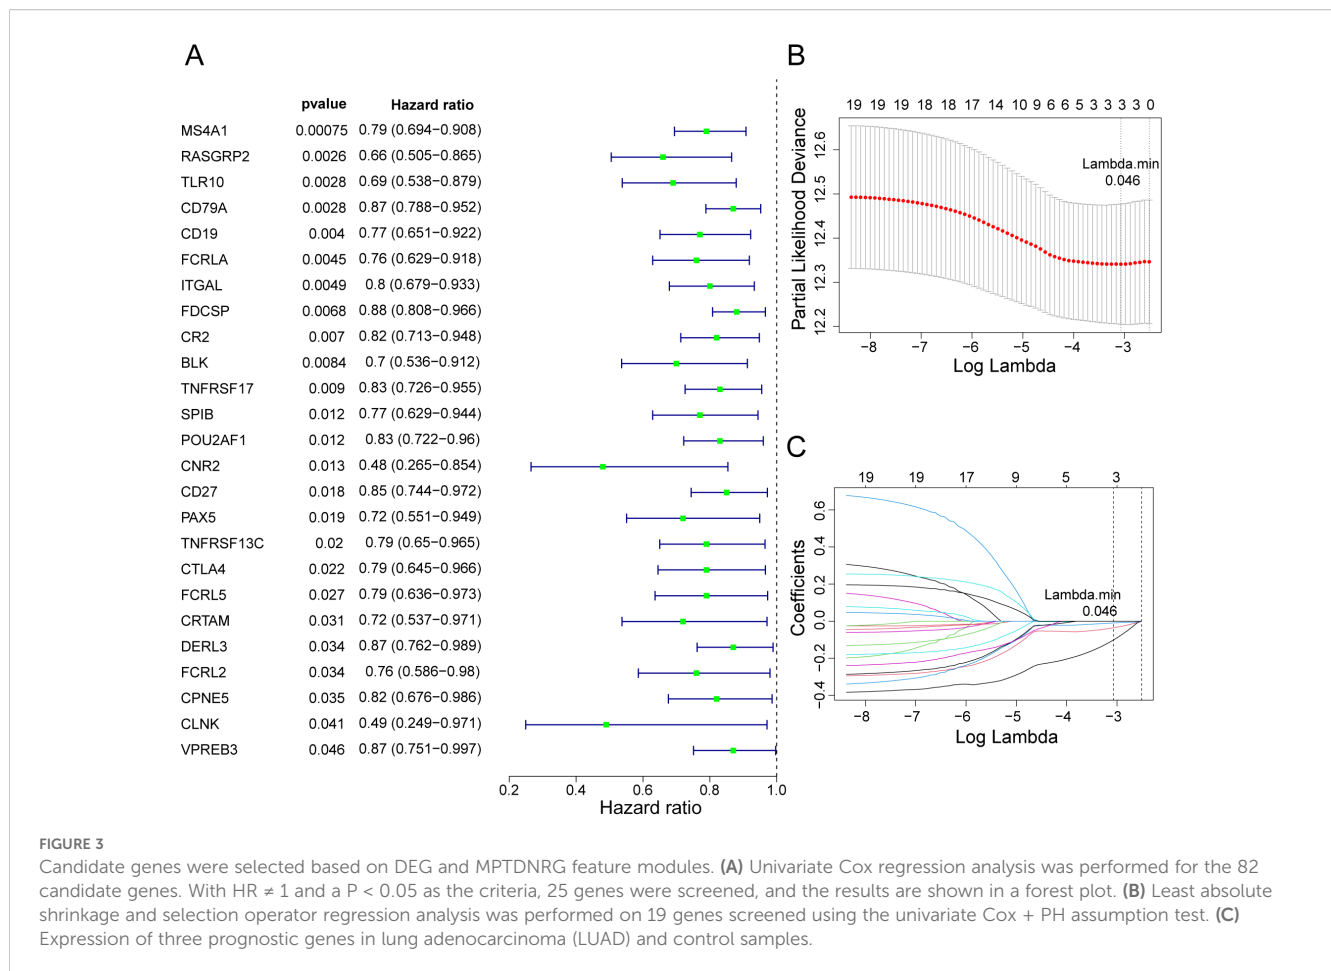 A
pvalue Hazard ratio
MS4A1 0.00075 0.79 (0.694−0.908)
RASGRP2 0.0026 0.66 (0.505−0.865)
TLR10 0.0028 0.69 (0.538−0.879)
CD79A 0.0028 0.87 (0.788−0.952)
CD19 0.004 0.77 (0.651−0.922)
FCRLA 0.0045 0.76 (0.629−0.918)
ITGAL 0.0049 0.8 (0.679−0.933)
FDCSP 0.0068 0.88 (0.808−0.966)
CR2 0.007 0.82 (0.713−0.948)
BLK 0.0084 0.7 (0.536−0.912)
TNFRSF17 0.009 0.83 (0.726−0.955)
SPIB 0.012 0.77 (0.629−0.944)
POU2AF1 0.012 0.83 (0.722−0.96)
CNR2 0.013 0.48 (0.265−0.854)
CD27 0.018 0.85 (0.744−0.972)
PAX5 0.019 0.72 (0.551−0.949)
TNFRSF13C 0.02 0.79 (0.65−0.965)
CTLA4 0.022 0.79 (0.645−0.966)
FCRL5 0.027 0.79 (0.636−0.973)
CRTAM 0.031 0.72 (0.537−0.971)
DERL3 0.034 0.87 (0.762−0.989)
FCRL2 0.034 0.76 (0.586−0.98)
CPNE5 0.035 0.82 (0.676−0.986)
CLNK 0.041 0.49 (0.249−0.971)
VPREB3 0.046 0.87 (0.751−0.997)
0.2 0.4 0.6 0.8 1.0
Hazard ratio
B
19 19 19 18 18 17 14 10 9 6 6 5 3 3 3 3 0
Partial Likelihood Deviance
12.6
12.5
12.4
12.3
12.2
Lambda.min
0.046
−8 −7 −6 −5 −4 −3
Log Lambda
C
19 19 17 9 5 3
Coefficients
0.6
0.4
0.2
0.0
−0.2
−0.4
Lambda.min
0.046
−8 −7 −6 −5 −4 −3
Log Lambda
FIGURE 3
Candidate genes were selected based on DEG and MPTDNRG feature modules. (A) Univariate Cox regression analysis was performed for the 82
candidate genes. With HR ≠ 1 and a P < 0.05 as the criteria, 25 genes were screened, and the results are shown in a forest plot. (B) Least absolute
shrinkage and selection operator regression analysis was performed on 19 genes screened using the univariate Cox + PH assumption test. (C)
Expression of three prognostic genes in lung adenocarcinoma (LUAD) and control samples.